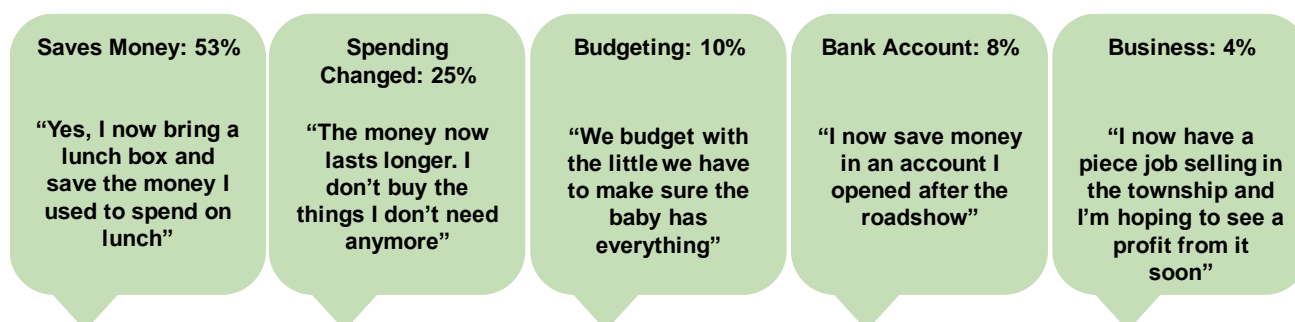 Saves Money: 53%
“Yes, I now bring a
lunch box and
save the money I
used to spend on
lunch”
Spending
Changed: 25%
“The money now
lasts longer. I
don’t buy the
things I don’t need
anymore”
Budgeting: 10%
“We budget with
the little we have
to make sure the
baby has
everything”
Bank Account: 8%
“I now save money
in an account I
opened after the
roadshow”
Business: 4%
“I now have a
piece job selling in
the township and
I’m hoping to see a
profit from it
soon”